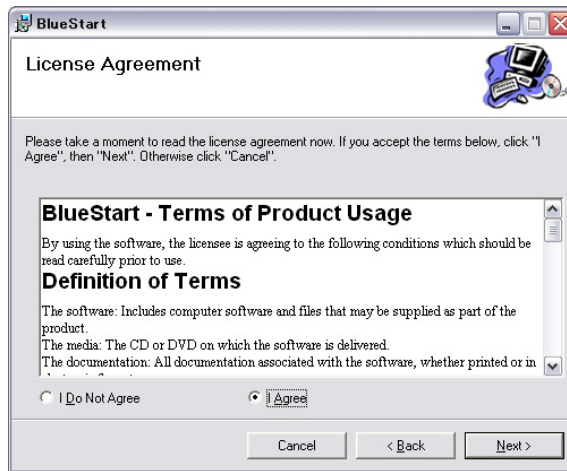 BlueStart
License Agreement
Please take a moment to read the license agreement now. If you accept the terms below, click "I
Agree", then "Next". Otherwise click "Cancel".
BlueStart - Terms of Product Usage
By using the software, the licensee is agreeing to the following conditions which should be
read carefully prior to use.
Definition of Terms
The software: Includes computer software and files that may be supplied as part of the
product.
The media: The CD or DVD on which the software is delivered.
The documentation: All documentation associated with the software, whether printed or in
I Do Not Agree
I Agree
Cancel
< Back
Next >